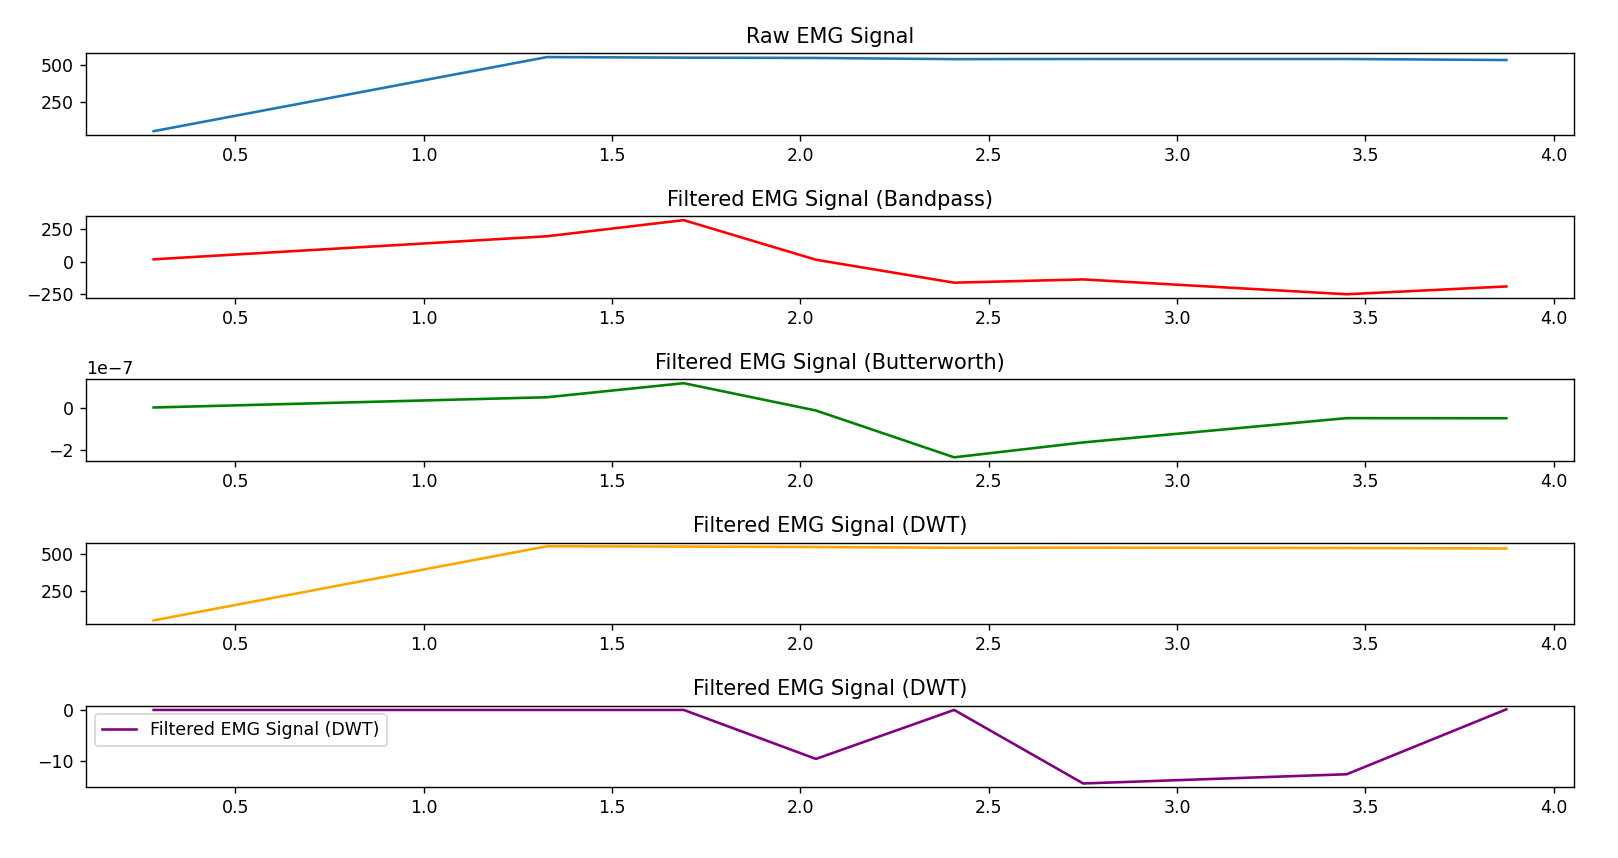 Raw EMG Signal
500
250
0.5 1.0 1.5 2.0 2.5 3.0 3.5 4.0
Filtered EMG Signal (Bandpass)
250
0
−250
0.5 1.0 1.5 2.0 2.5 3.0 3.5 4.0
Filtered EMG Signal (Butterworth)
1e−7
0
−2
0.5 1.0 1.5 2.0 2.5 3.0 3.5 4.0
Filtered EMG Signal (DWT)
500
250
0.5 1.0 1.5 2.0 2.5 3.0 3.5 4.0
Filtered EMG Signal (DWT)
0
Filtered EMG Signal (DWT)
−10
0.5 1.0 1.5 2.0 2.5 3.0 3.5 4.0